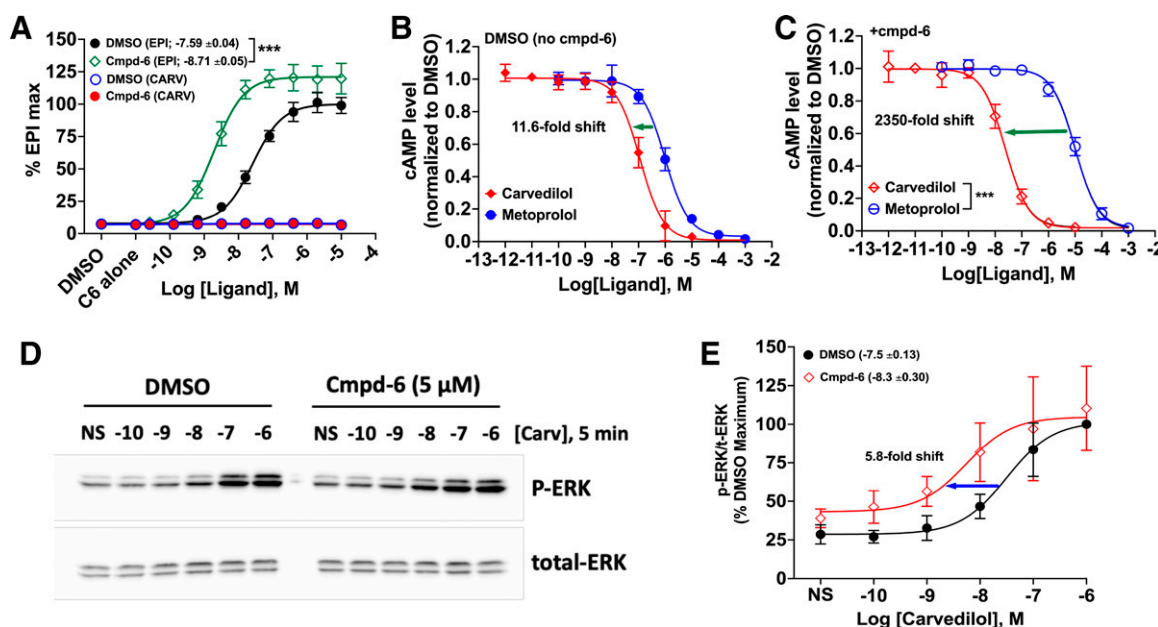 A
DMSO (EPI; -7.59 ±0.04)
Cmpd-6 (EPI; -8.71 ±0.05)
***
DMSO (CARV)
Cmpd-6 (CARV)
% EPI max
150
125
100
75
50
25
0
DMSO
C6 alone
-10 -9 -8 -7 -6 -5 -4
Log [Ligand], M
B
DMSO (no cmpd-6)
cAMP level
(normalized to DMSO)
1.2
1.0
0.8
0.6
0.4
0.2
0.0
11.6-fold shift
Carvedilol
Metoprolol
-13-12-11-10 -9 -8 -7 -6 -5 -4 -3 -2
Log[Ligand], M
C
+cmpd-6
cAMP level
(normalized to DMSO)
1.2
1.0
0.8
0.6
0.4
0.2
0.0
2350-fold shift
Carvedilol
Metoprolol
***
-13-12-11-10 -9 -8 -7 -6 -5 -4 -3 -2
Log[Ligand], M
D
DMSO
Cmpd-6 (5 µM)
NS -10 -9 -8 -7 -6 NS -10 -9 -8 -7 -6 [Carv], 5 min
P-ERK
total-ERK
E
DMSO (-7.5 ±0.13)
Cmpd-6 (-8.3 ±0.30)
p-ERK/t-ERK
(% DMSO Maximum)
150
125
100
75
50
25
0
5.8-fold shift
NS -10 -9 -8 -7 -6
Log [Carvedilol], M